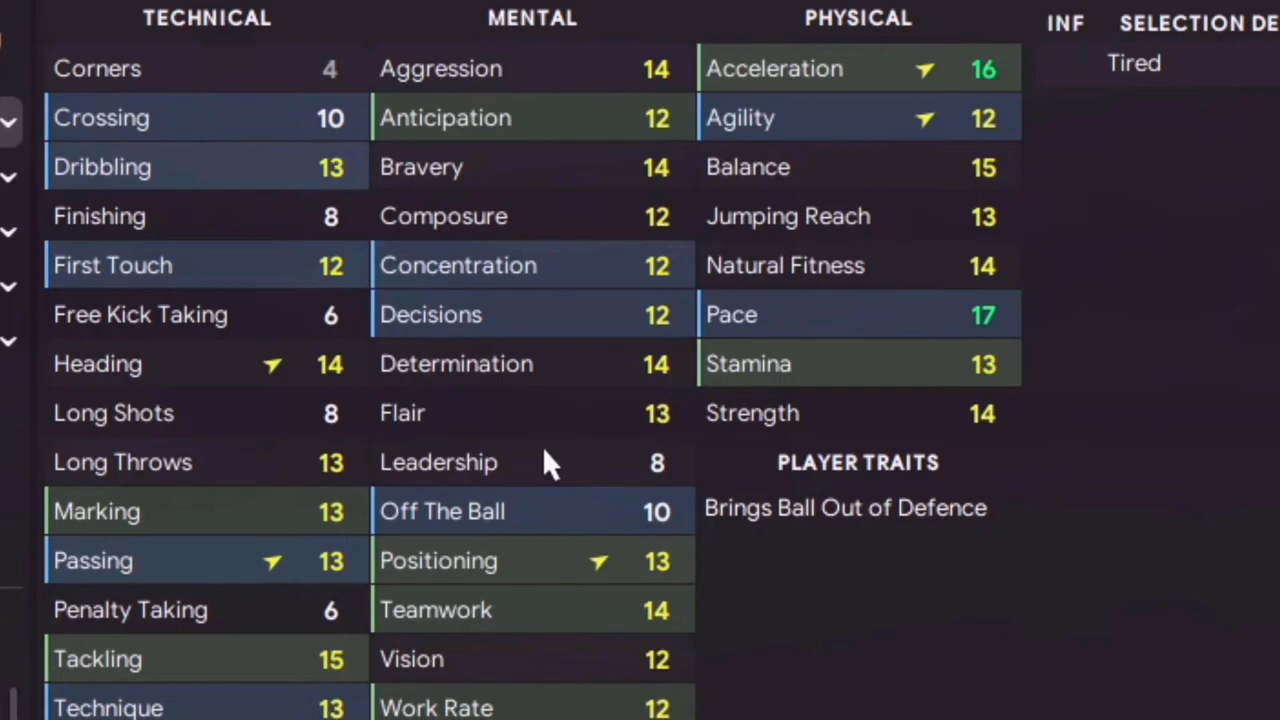 TECHNICAL
Corners 4
Crossing 10
Dribbling 13
Finishing 8
First Touch 12
Free Kick Taking 6
Heading 14
Long Shots 8
Long Throws 13
Marking 13
Passing 13
Penalty Taking 6
Tackling 15
Technique 13
MENTAL
Aggression 14
Anticipation 12
Bravery 14
Composure 12
Concentration 12
Decisions 12
Determination 14
Flair 13
Leadership 8
Off The Ball 10
Positioning 13
Teamwork 14
Vision 12
Work Rate 12
PHYSICAL
Acceleration 16
Agility 12
Balance 15
Jumping Reach 13
Natural Fitness 14
Pace 17
Stamina 13
Strength 14
PLAYER TRAITS
Brings Ball Out of Defence
INF SELECTION DE
Tired